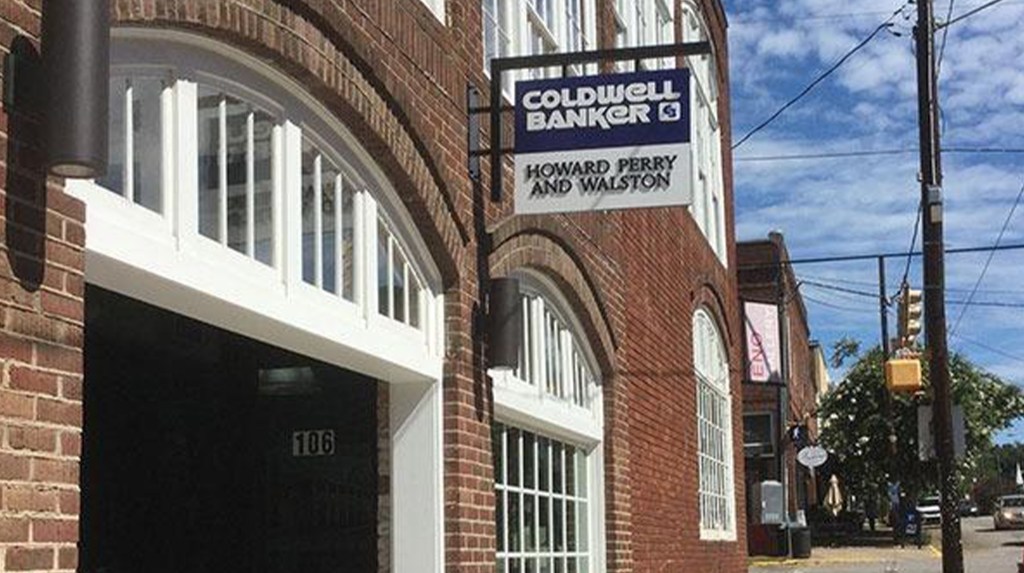 COLDWELL
BANKER
HOWARD PERRY
AND WALSTON
106